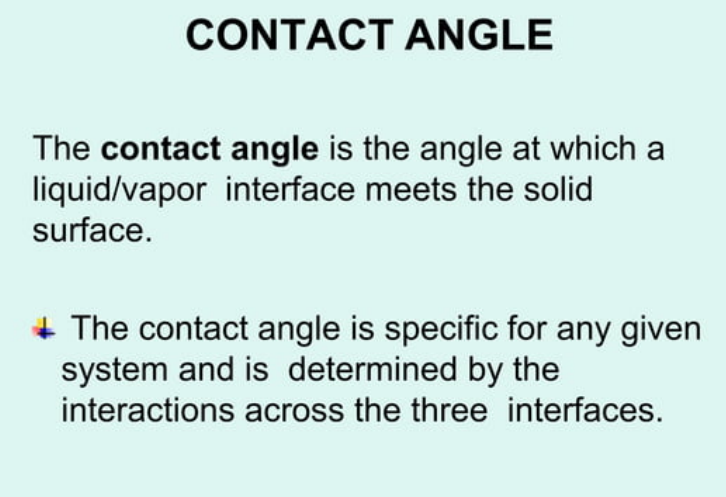 CONTACT ANGLE
The contact angle is the angle at which a
liquid/vapor interface meets the solid
surface.
The contact angle is specific for any given
system and is determined by the
interactions across the three interfaces.